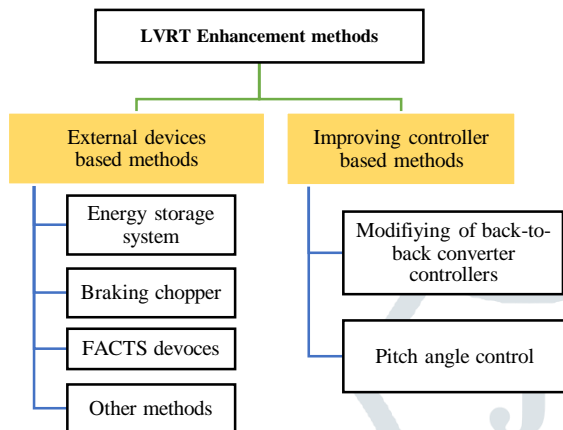 LVRT Enhancement methods
External devices
based methods
Energy storage
system
Braking chopper
FACTS devoces
Other methods
Improving controller
based methods
Modifiying of back-to-
back converter
controllers
Pitch angle control